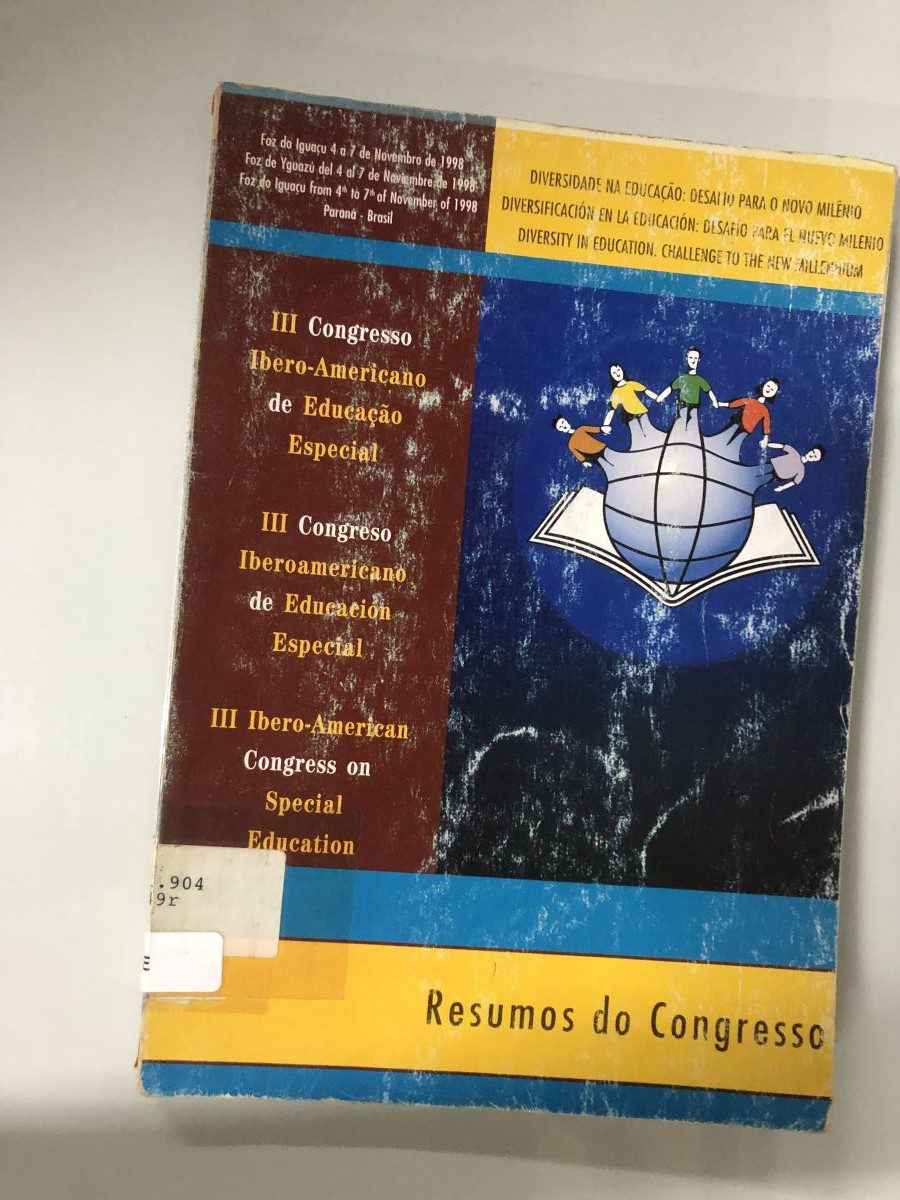 Foz do Iguaçu 4 a 7 de Novembro de 1998
Foz de Yguazú del 4 al 7 de Noviembre de 1998
Foz do Iguaçu from 4th to 7th of November of 1998
Paraná - Brasil
DIVERSIDADE NA EDUCAÇÃO: DESAFIO PARA O NOVO MILÊNIO
DIVERSIFICACIÓN EN LA EDUCACIÓN: DESAFÍO PARA EL NUEVO MILENIO
DIVERSITY IN EDUCATION. CHALLENGE TO THE NEW MILLENNIUM
III Congresso
Ibero-Americano
de Educação
Especial
III Congreso
Iberoamericano
de Educación
Especial
III Ibero-American
Congress on
Special
Education
.904
9r
Resumos do Congresso